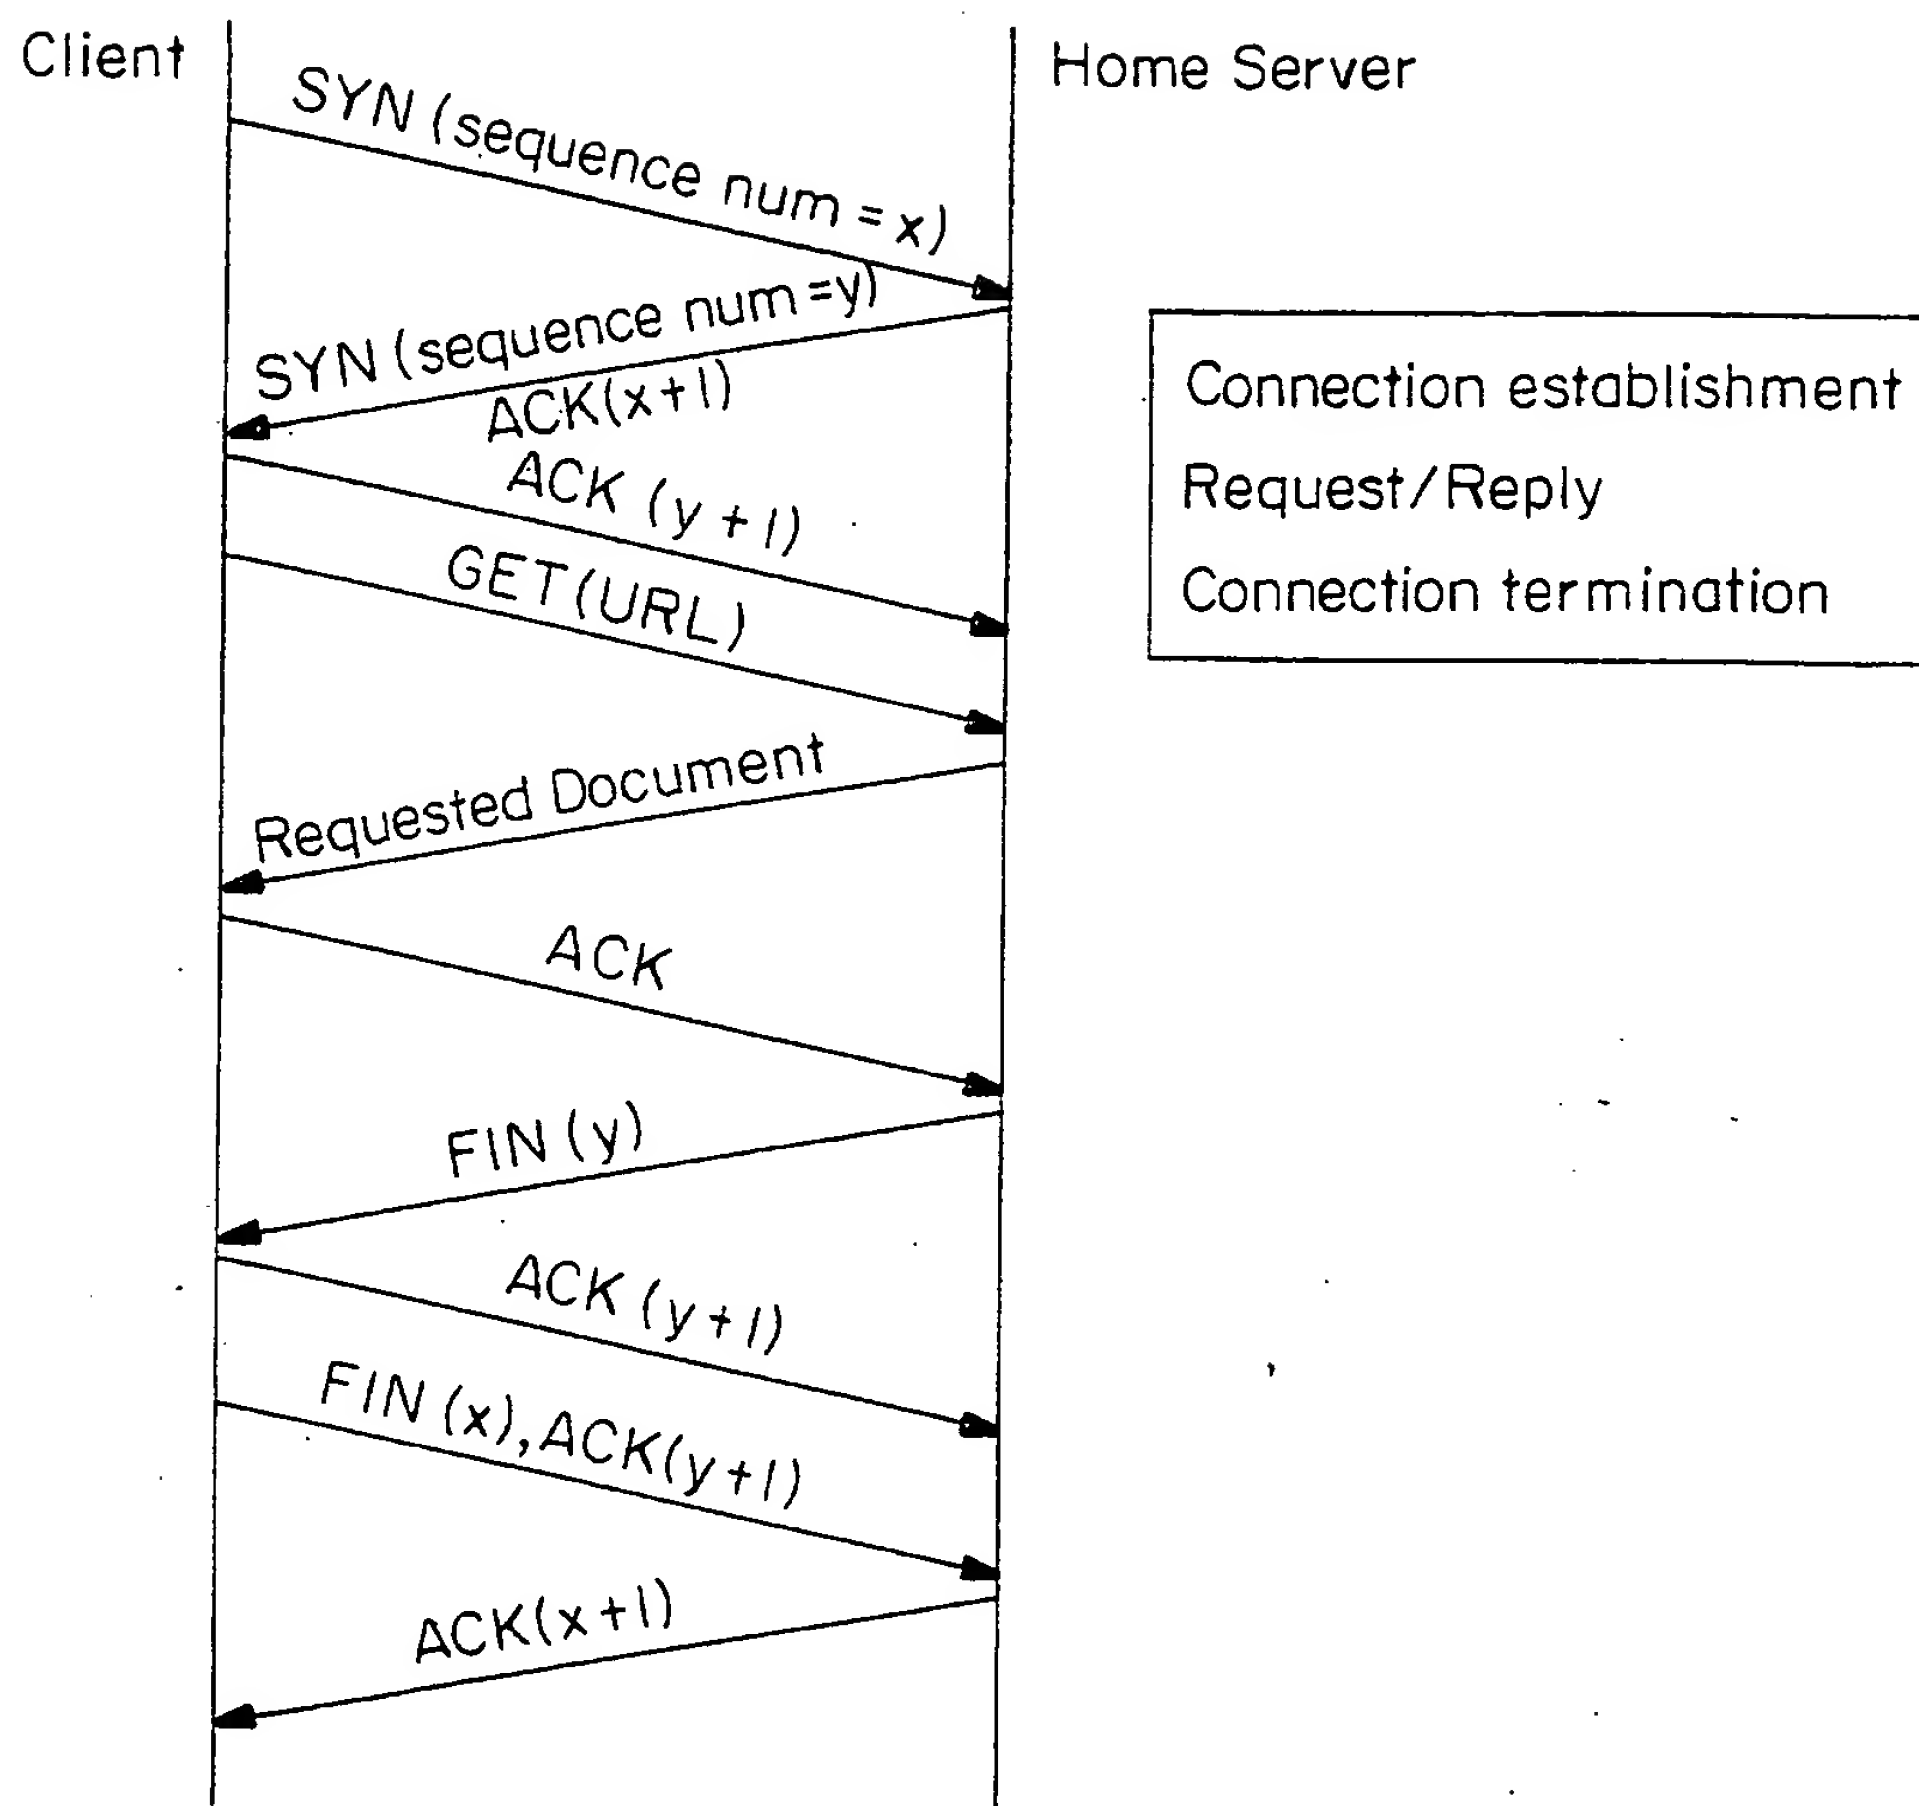 Client
Home Server
SYN (sequence num = x)
SYN (sequence num = y)
ACK(x+1)
ACK (y +1)
GET(URL)
Requested Document
ACK
FIN (y)
ACK (y+1)
FIN (x), ACK(y+1)
ACK(x+1)
Connection establishment
Request/Reply
Connection termination